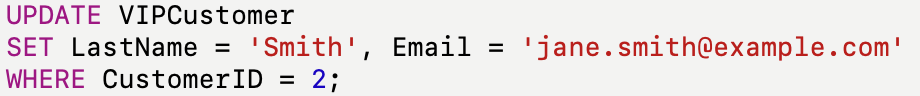 UPDATE VIPCustomer
SET LastName = 'Smith', Email = 'jane.smith@example.com'
WHERE CustomerID = 2;